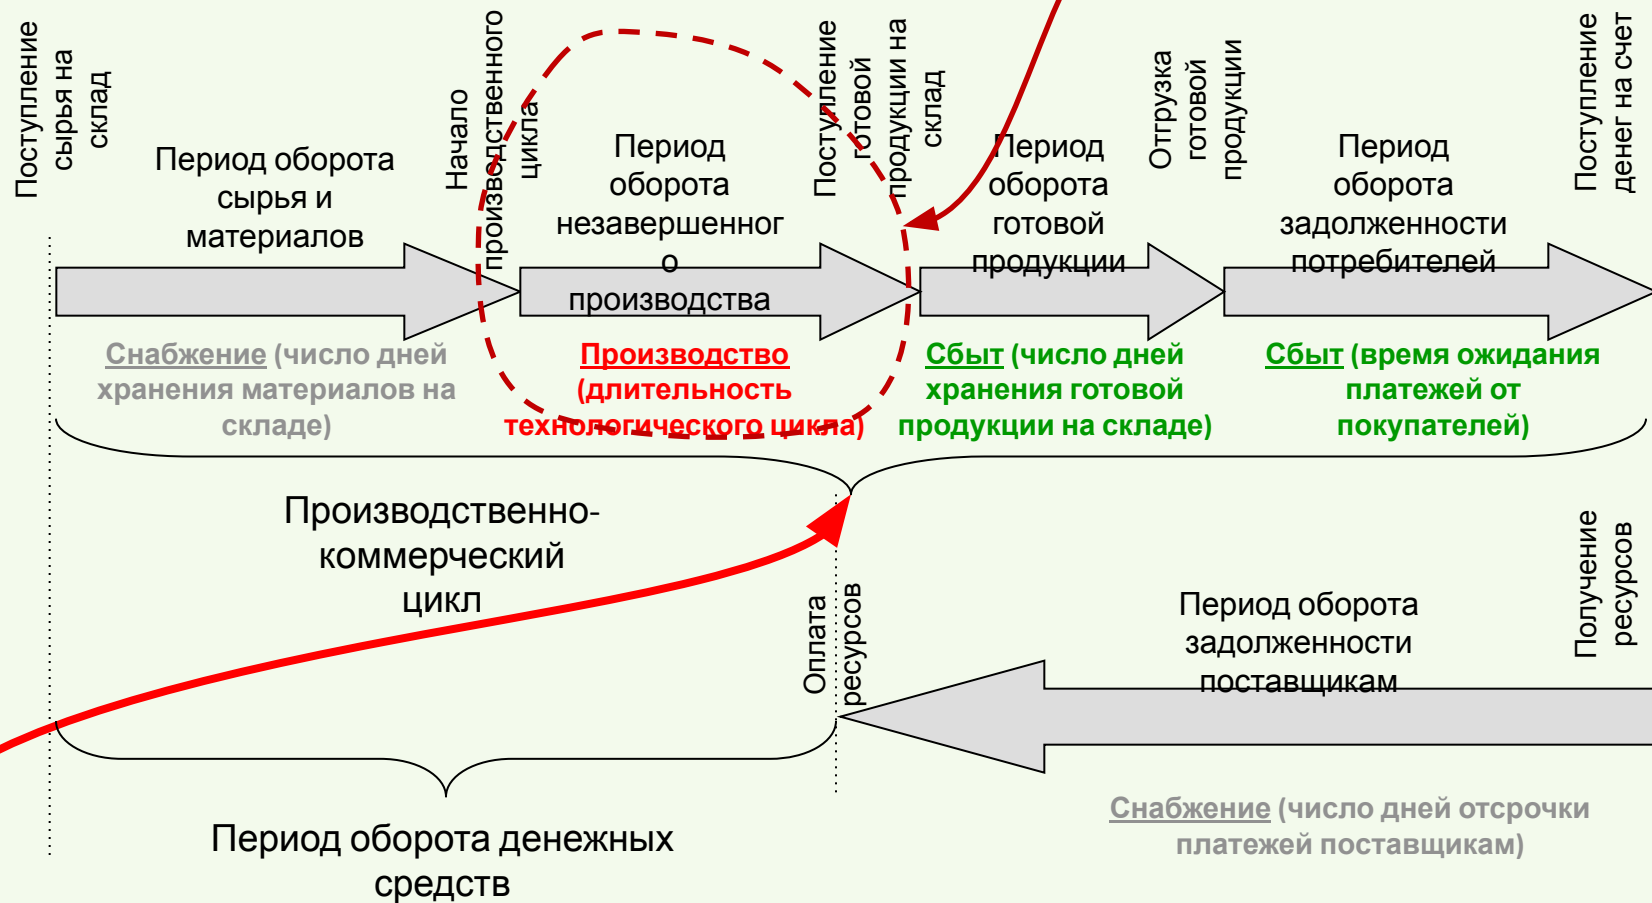 Поступление
сырья на
склад
Период оборота
сырья и
материалов
Начало
производственного
цикла
Период
оборота
незавершенног
о
производства
Поступление
готовой
продукции на
склад
Период
оборота
готовой
продукции
Отгрузка
готовой
продукции
Период
оборота
задолженности
потребителей
Поступление
денег на счет
Снабжение (число дней
хранения материалов на
складе)
Производство
(длительность
технологического цикла)
Сбыт (число дней
хранения готовой
продукции на складе)
Сбыт (время ожидания
платежей от
покупателей)
Производственно-
коммерческий
цикл
Оплата
ресурсов
Период оборота
задолженности
поставщикам
Получение
ресурсов
Период оборота денежных
средств
Снабжение (число дней отсрочки
платежей поставщикам)